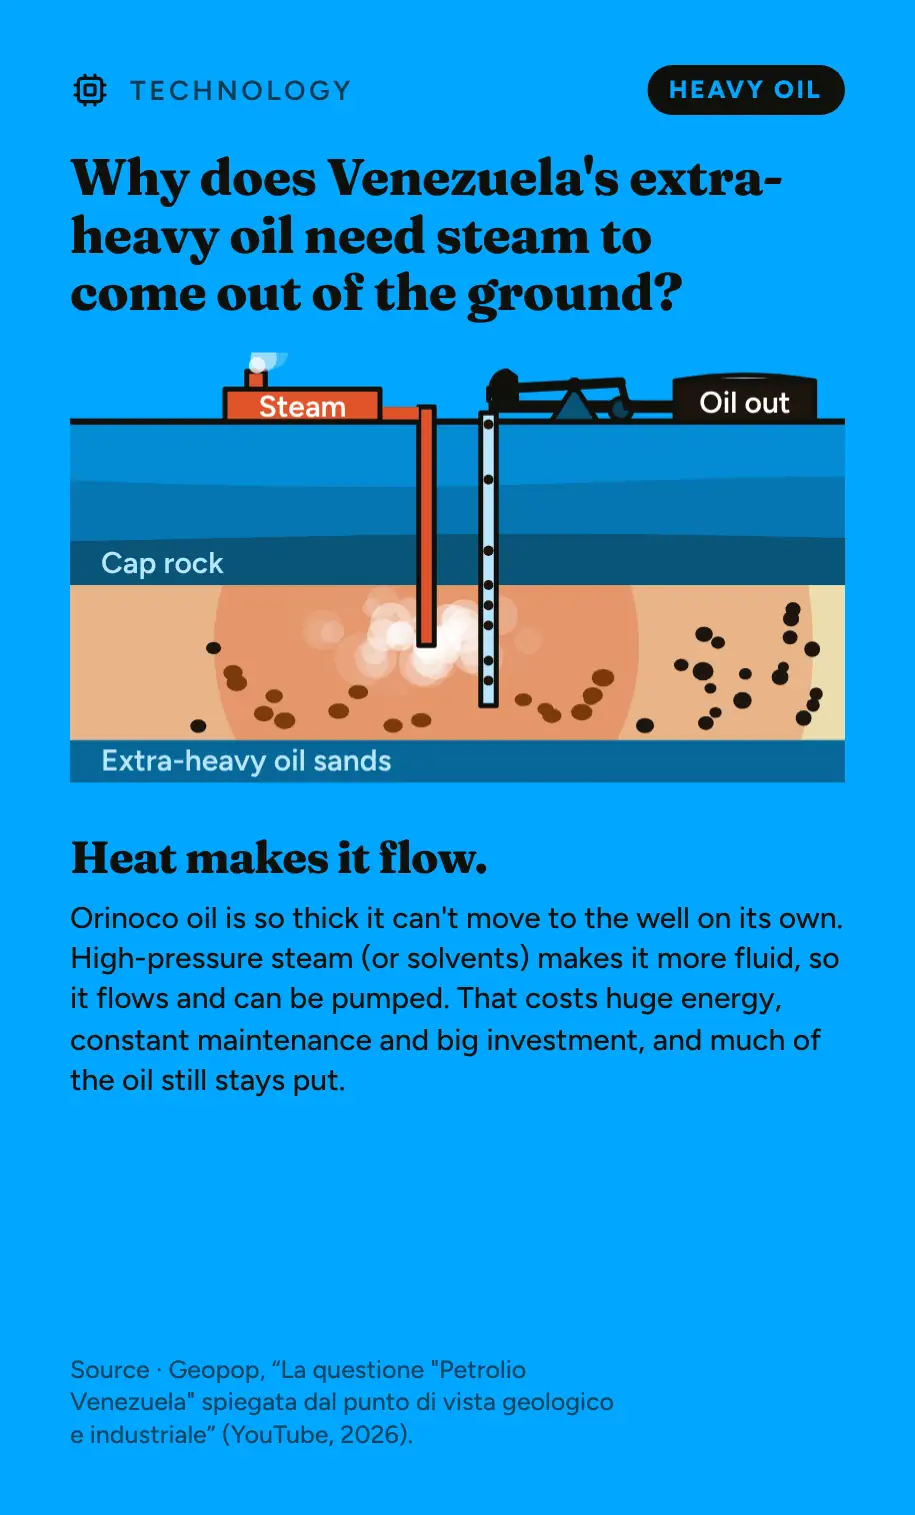 TECHNOLOGY
HEAVY OIL
Why does Venezuela's extra-
heavy oil need steam to
come out of the ground?
Steam
Oil out
Cap rock
Extra-heavy oil sands
Heat makes it flow.
Orinoco oil is so thick it can't move to the well on its own.
High-pressure steam (or solvents) makes it more fluid, so
it flows and can be pumped. That costs huge energy,
constant maintenance and big investment, and much of
the oil still stays put.
Source · Geopop, “La questione "Petrolio
Venezuela" spiegata dal punto di vista geologico
e industriale” (YouTube, 2026).